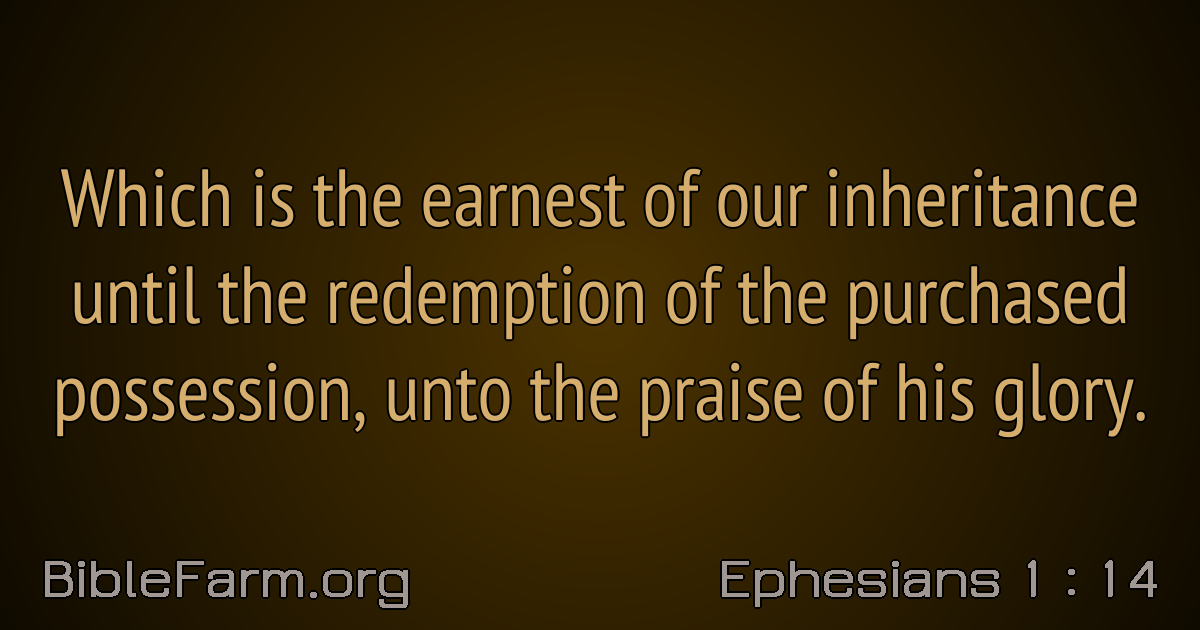 Which is the earnest of our inheritance
until the redemption of the purchased
possession, unto the praise of his glory.
BibleFarm.org
Ephesians 1 : 14